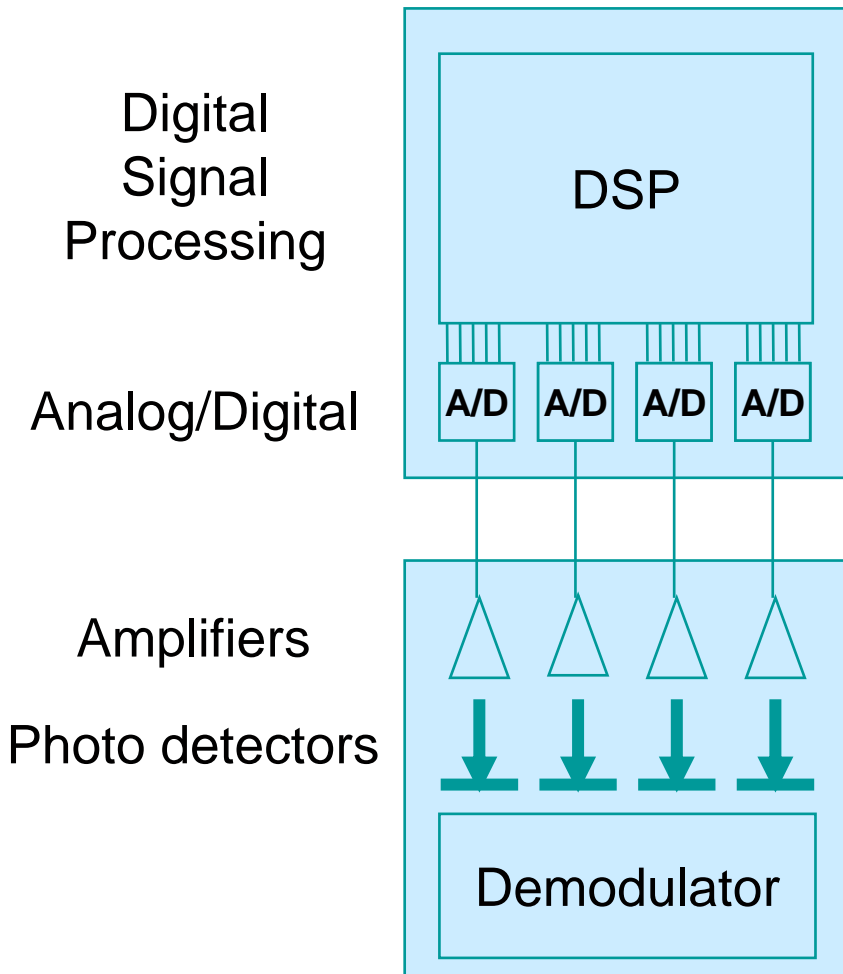 Digital
Signal
Processing
DSP
Analog/Digital
A/D A/D A/D A/D
Amplifiers
Photo detectors
Demodulator